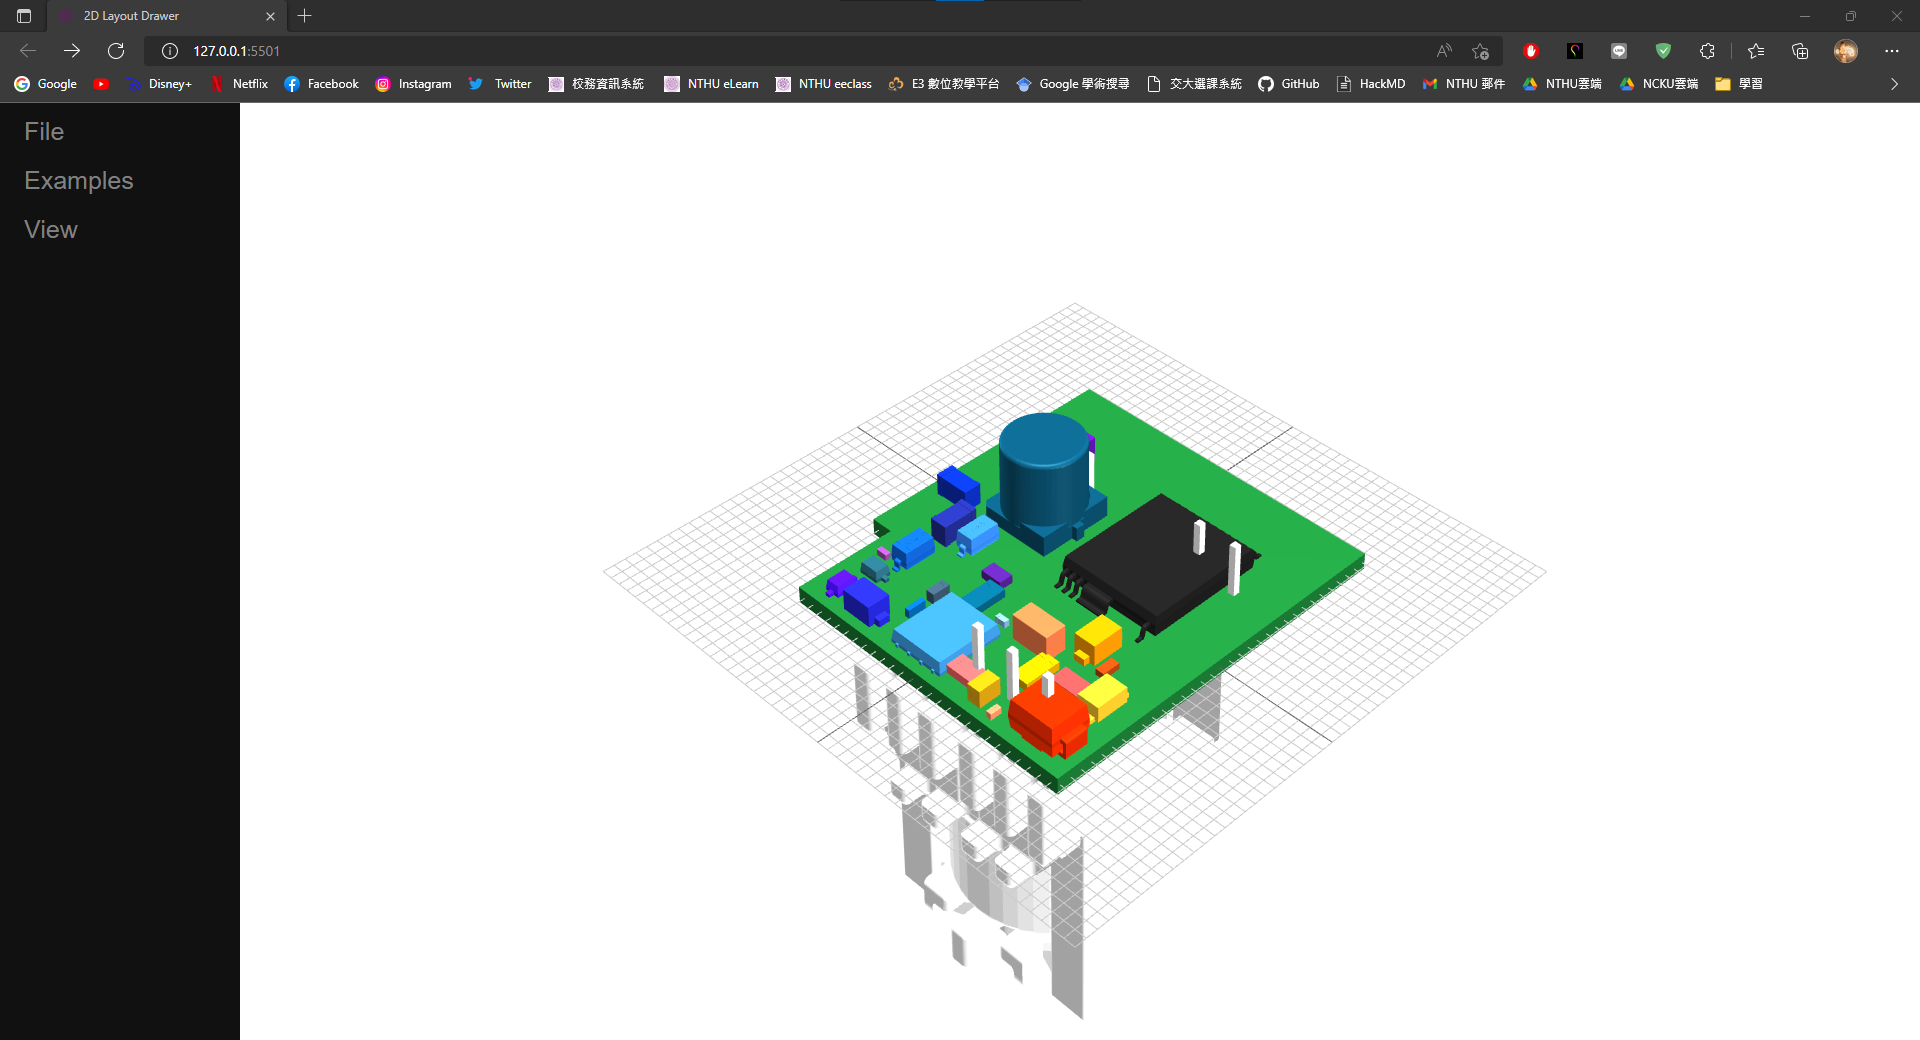 2D Layout Drawer
127.0.0.1:5501
Google Disney+ Netflix Facebook Instagram Twitter 校務資訊系統 NTHU eLearn NTHU eeclass E3 數位教學平台 Google 學術搜尋 交大選課系統 GitHub HackMD NTHU 郵件 NTHU雲端 NCKU雲端 學習
File
Examples
View